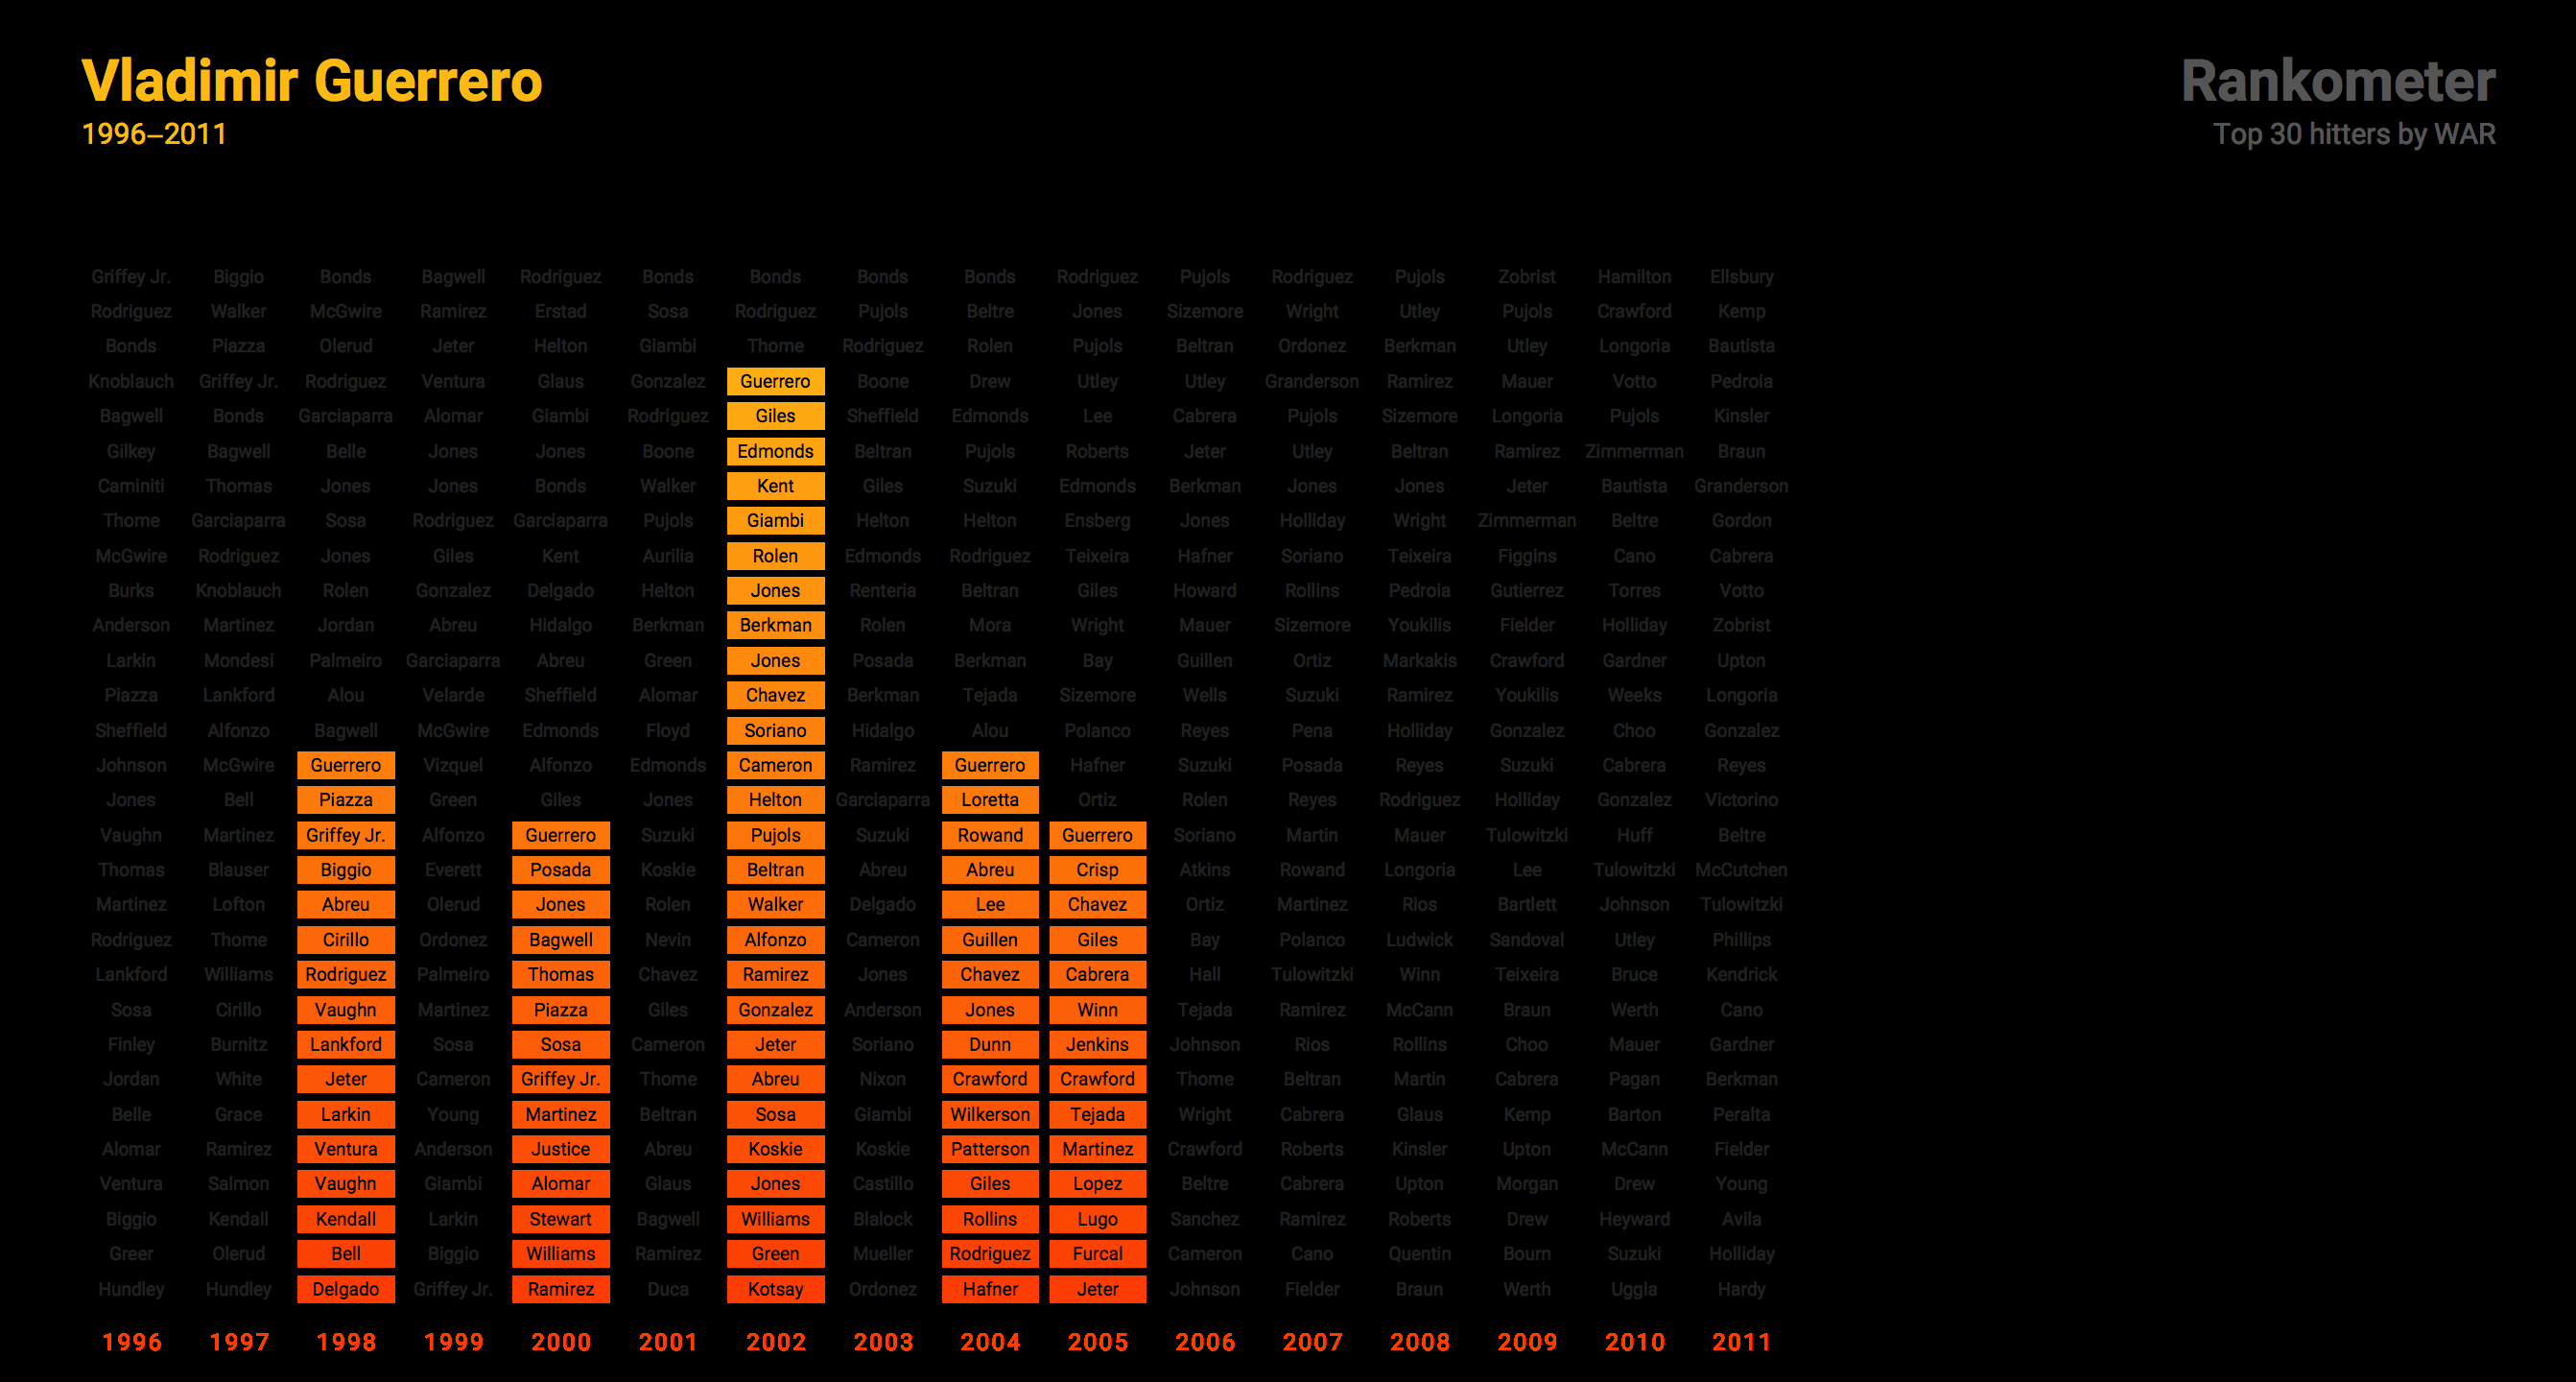 Vladimir Guerrero
1996–2011
Rankometer
Top 30 hitters by WAR
Griffey Jr. Biggio Bonds Bagwell Rodriguez Bonds Bonds Bonds Bonds Rodriguez Pujols Rodriguez Pujols Zobrist Hamilton Ellsbury
Rodriguez Walker McGwire Ramirez Erstad Sosa Rodriguez Pujols Beltre Jones Sizemore Wright Utley Pujols Crawford Kemp
Bonds Piazza Olerud Jeter Helton Giambi Thome Rodriguez Rolen Pujols Beltran Ordonez Berkman Utley Longoria Bautista
Knoblauch Griffey Jr. Rodriguez Ventura Glaus Gonzalez Guerrero Boone Drew Utley Utley Granderson Ramirez Mauer Votto Pedroia
Bagwell Bonds Garciaparra Alomar Giambi Rodriguez Giles Sheffield Edmonds Lee Cabrera Pujols Sizemore Longoria Pujols Kinsler
Gilkey Bagwell Belle Jones Jones Boone Edmonds Beltran Pujols Roberts Jeter Utley Beltran Ramirez Zimmerman Braun
Caminiti Thomas Jones Jones Bonds Walker Kent Giles Suzuki Edmonds Berkman Jones Jones Jeter Bautista Granderson
Thome Garciaparra Sosa Rodriguez Garciaparra Pujols Giambi Helton Helton Ensberg Jones Holliday Wright Zimmerman Beltre Gordon
McGwire Rodriguez Jones Giles Kent Aurilia Rolen Edmonds Rodriguez Teixeira Hafner Soriano Teixeira Figgins Cano Cabrera
Burks Knoblauch Rolen Gonzalez Delgado Helton Jones Renteria Beltran Giles Howard Rollins Pedroia Gutierrez Torres Votto
Anderson Martinez Jordan Abreu Hidalgo Berkman Berkman Rolen Mora Wright Mauer Sizemore Youkilis Fielder Holliday Zobrist
Larkin Mondesi Palmeiro Garciaparra Abreu Green Jones Posada Berkman Bay Guillen Ortiz Markakis Crawford Gardner Upton
Piazza Lankford Alou Velarde Sheffield Alomar Chavez Berkman Tejada Sizemore Wells Suzuki Ramirez Youkilis Weeks Longoria
Sheffield Alfonzo Bagwell McGwire Edmonds Floyd Soriano Hidalgo Alou Polanco Reyes Pena Holliday Gonzalez Choo Gonzalez
Johnson McGwire Guerrero Vizquel Alfonzo Edmonds Cameron Ramirez Guerrero Hafner Suzuki Posada Reyes Suzuki Cabrera Reyes
Jones Bell Piazza Green Giles Jones Helton Garciaparra Loretta Ortiz Rolen Reyes Rodriguez Holliday Gonzalez Victorino
Vaughn Martinez Griffey Jr. Alfonzo Guerrero Suzuki Pujols Suzuki Rowand Guerrero Soriano Martin Mauer Tulowitzki Huff Beltre
Thomas Blauser Biggio Everett Posada Koskie Beltran Abreu Abreu Crisp Atkins Rowand Longoria Lee Tulowitzki McCutchen
Martinez Lofton Abreu Olerud Jones Rolen Walker Delgado Lee Chavez Ortiz Martinez Rios Bartlett Johnson Tulowitzki
Rodriguez Thome Cirillo Ordonez Bagwell Nevin Alfonzo Cameron Guillen Giles Bay Polanco Ludwick Sandoval Utley Phillips
Lankford Williams Rodriguez Palmeiro Thomas Chavez Ramirez Jones Chavez Cabrera Hall Tulowitzki Winn Teixeira Bruce Kendrick
Sosa Cirillo Vaughn Martinez Piazza Giles Gonzalez Anderson Jones Winn Tejada Ramirez McCann Braun Werth Cano
Finley Burnitz Lankford Sosa Sosa Cameron Jeter Soriano Dunn Jenkins Johnson Rios Rollins Choo Mauer Gardner
Jordan White Jeter Cameron Griffey Jr. Thome Abreu Nixon Crawford Crawford Thome Beltran Martin Cabrera Pagan Berkman
Belle Grace Larkin Young Martinez Beltran Sosa Giambi Wilkerson Tejada Wright Cabrera Glaus Kemp Barton Peralta
Alomar Ramirez Ventura Anderson Justice Abreu Koskie Koskie Patterson Martinez Crawford Roberts Kinsler Upton McCann Fielder
Ventura Salmon Vaughn Giambi Alomar Glaus Jones Castillo Giles Lopez Beltre Cabrera Upton Morgan Drew Young
Biggio Kendall Kendall Larkin Stewart Bagwell Williams Blalock Rollins Lugo Sanchez Ramirez Roberts Drew Heyward Avila
Greer Olerud Bell Biggio Williams Ramirez Green Mueller Rodriguez Furcal Cameron Cano Quentin Bourn Suzuki Holliday
Hundley Hundley Delgado Griffey Jr. Ramirez Duca Kotsay Ordonez Hafner Jeter Johnson Fielder Braun Werth Uggla Hardy
1996 1997 1998 1999 2000 2001 2002 2003 2004 2005 2006 2007 2008 2009 2010 2011